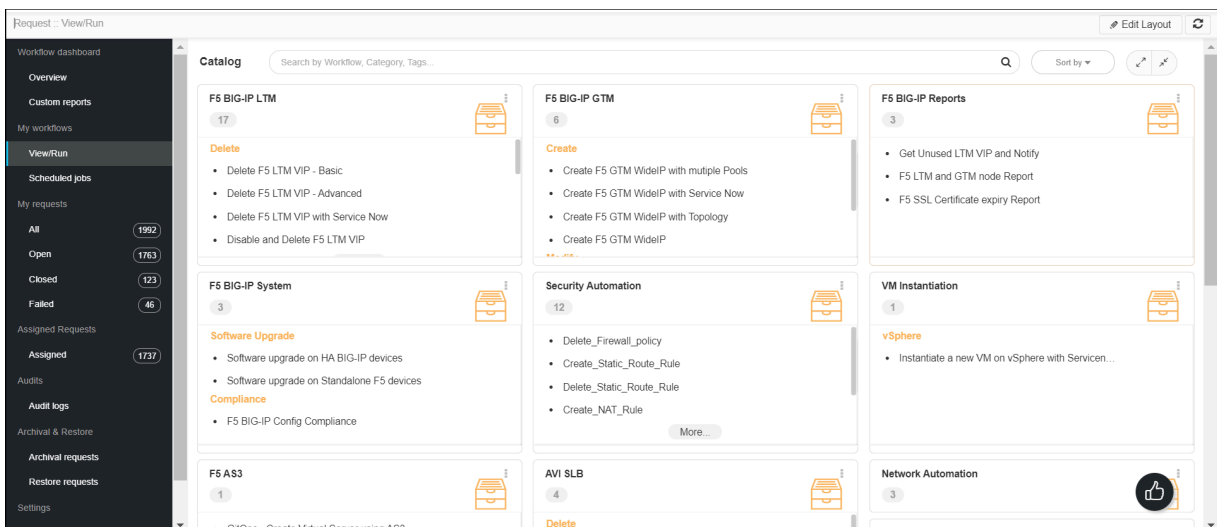 Request :: View/Run
Edit Layout
Workflow dashboard
Overview
Custom reports
My workflows
View/Run
Scheduled jobs
My requests
All 1992
Open 1763
Closed 123
Failed 46
Assigned Requests
Assigned 1737
Audits
Audit logs
Archival & Restore
Archival requests
Restore requests
Settings
Catalog
Search by Workflow, Category, Tags...
Sort by
F5 BIG-IP LTM
17
Delete
Delete F5 LTM VIP - Basic
Delete F5 LTM VIP - Advanced
Delete F5 LTM VIP with Service Now
Disable and Delete F5 LTM VIP
F5 BIG-IP GTM
6
Create
Create F5 GTM WideIP with mutiple Pools
Create F5 GTM WideIP with Service Now
Create F5 GTM WideIP with Topology
Create F5 GTM WideIP
F5 BIG-IP Reports
3
Get Unused LTM VIP and Notify
F5 LTM and GTM node Report
F5 SSL Certificate expiry Report
F5 BIG-IP System
3
Software Upgrade
Software upgrade on HA BIG-IP devices
Software upgrade on Standalone F5 devices
Compliance
F5 BIG-IP Config Compliance
Security Automation
12
Delete_Firewall_policy
Create_Static_Route_Rule
Delete_Static_Route_Rule
Create_NAT_Rule
More...
VM Instantiation
1
vSphere
Instantiate a new VM on vSphere with Servicen...
F5 AS3
1
AVI SLB
4
Delete
Network Automation
3